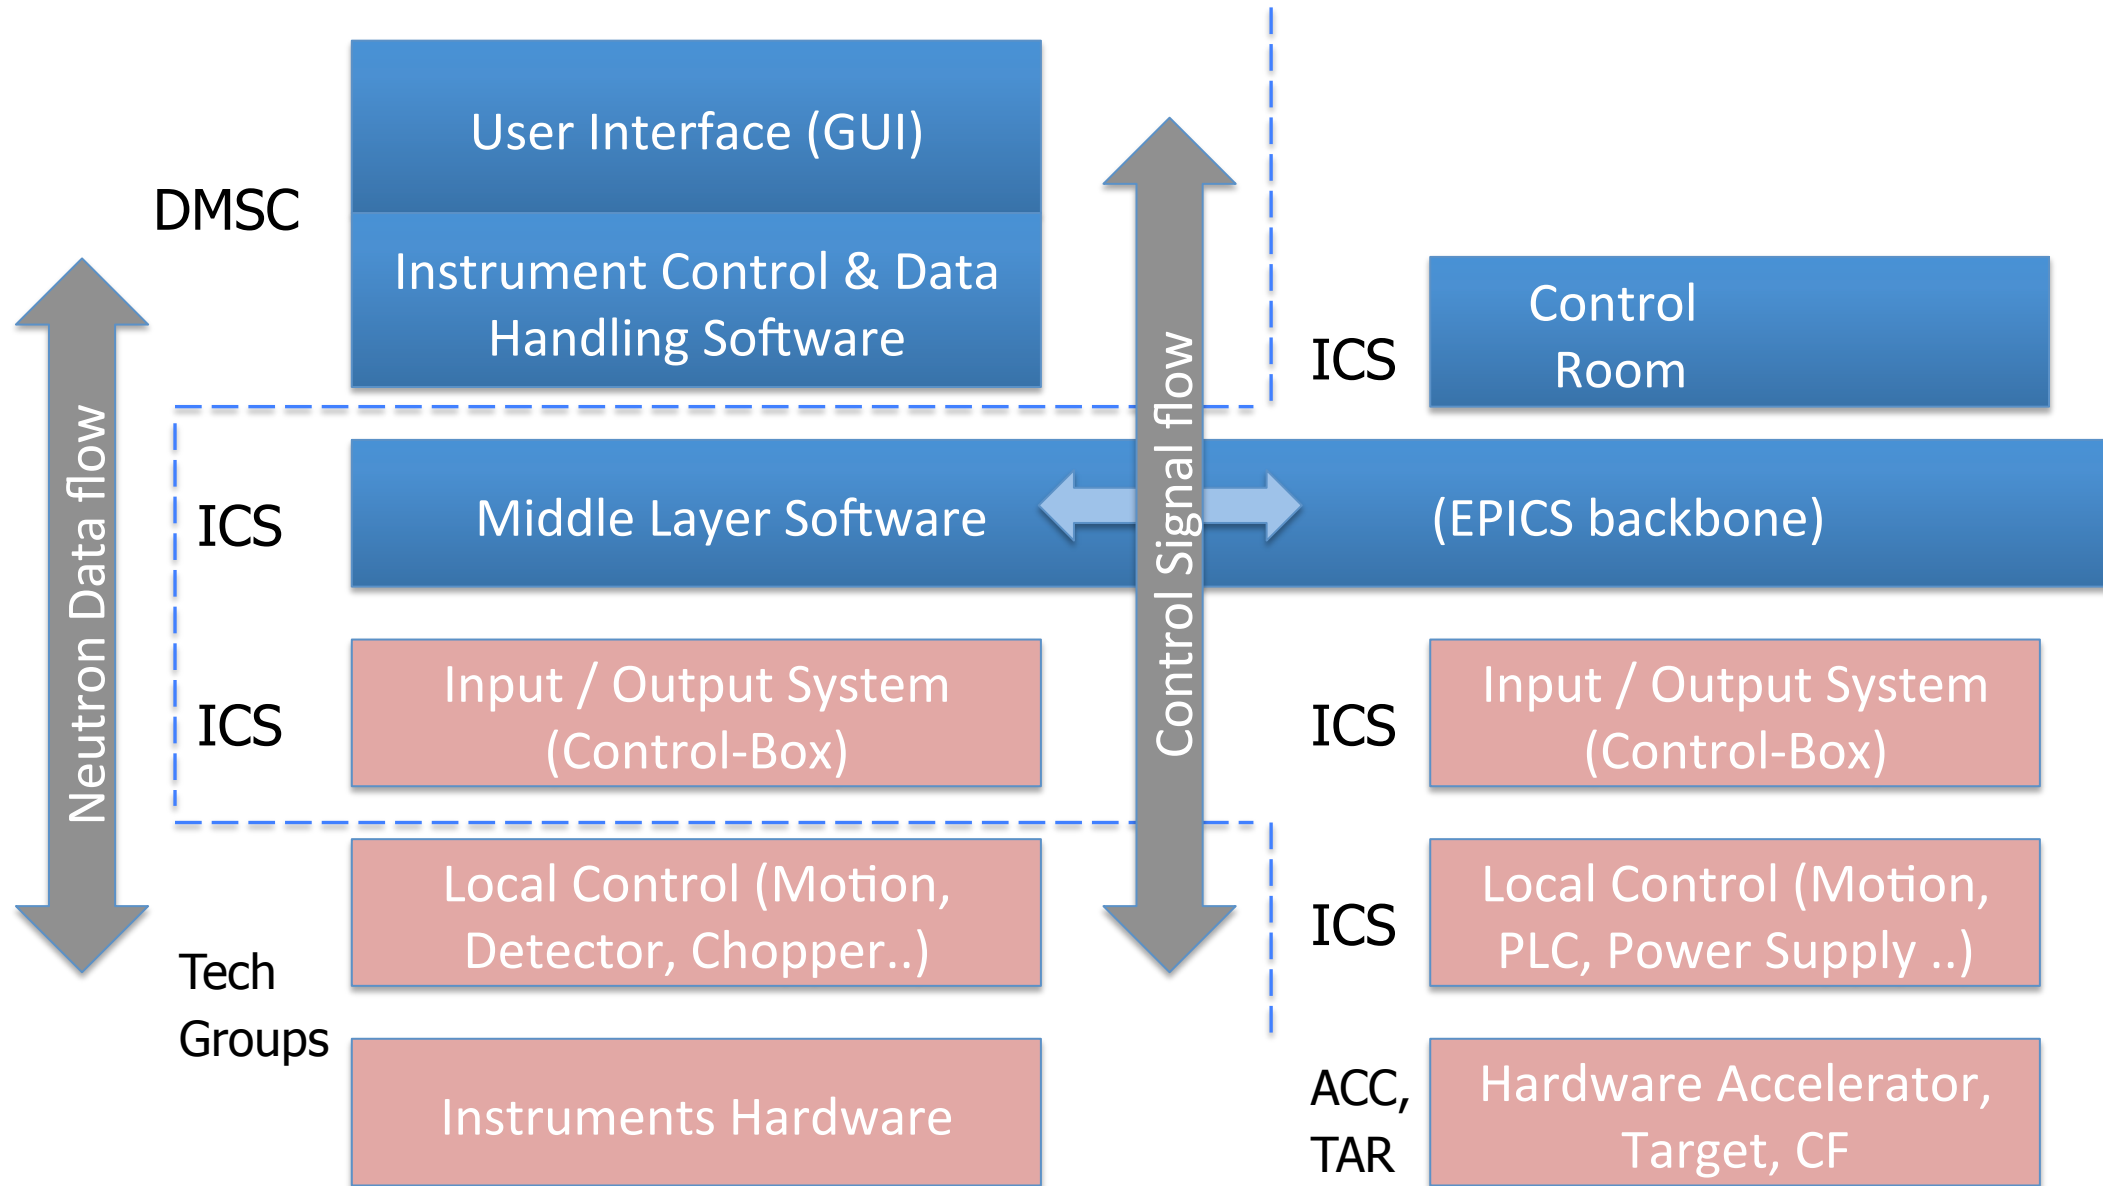 User Interface (GUI)
DMSC
Instrument Control & Data
Handling Software
Neutron Data flow
Control Signal flow
ICS
Control
Room
ICS
Middle Layer Software
(EPICS backbone)
ICS
Input / Output System
(Control-Box)
ICS
Input / Output System
(Control-Box)
Local Control (Motion,
Detector, Chopper..)
ICS
Local Control (Motion,
PLC, Power Supply ..)
Tech
Groups
Instruments Hardware
ACC,
TAR
Hardware Accelerator,
Target, CF